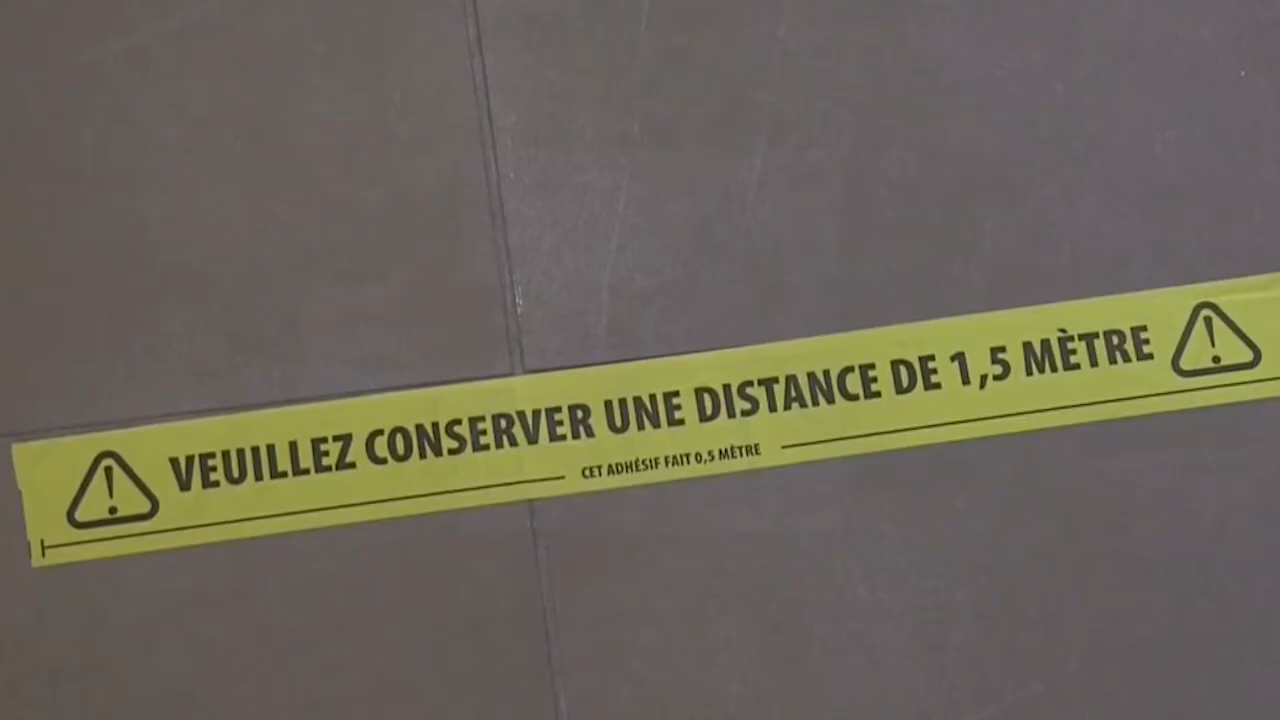 VEUILLEZ CONSERVER UNE DISTANCE DE 1,5 MÈTRE
CET ADHÉSIF FAIT 0,5 MÈTRE